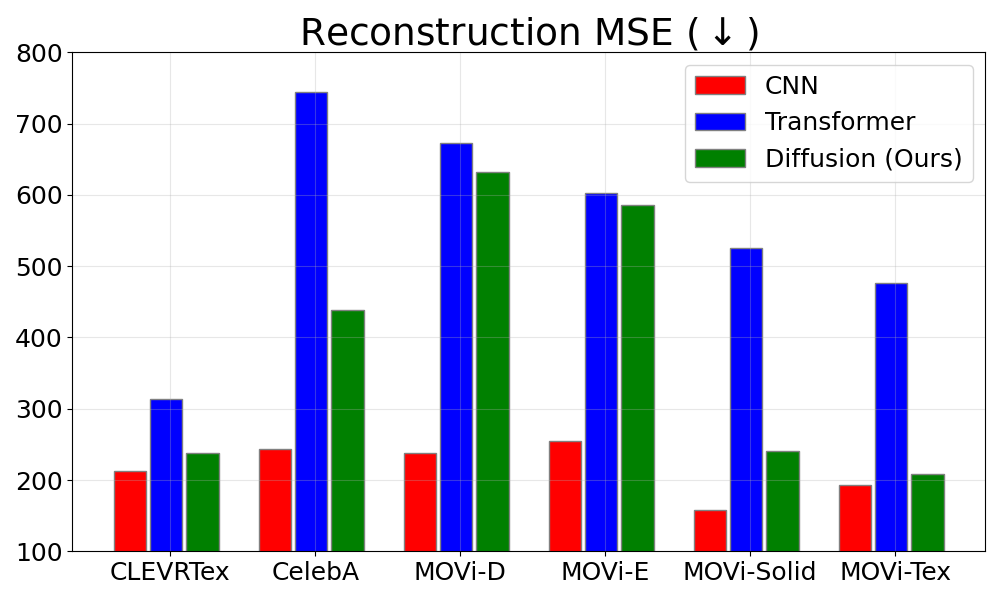 Reconstruction MSE (↓)
800
700
600
500
400
300
200
100
CNN
Transformer
Diffusion (Ours)
CLEVRTex CelebA MOVi-D MOVi-E MOVi-Solid MOVi-Tex